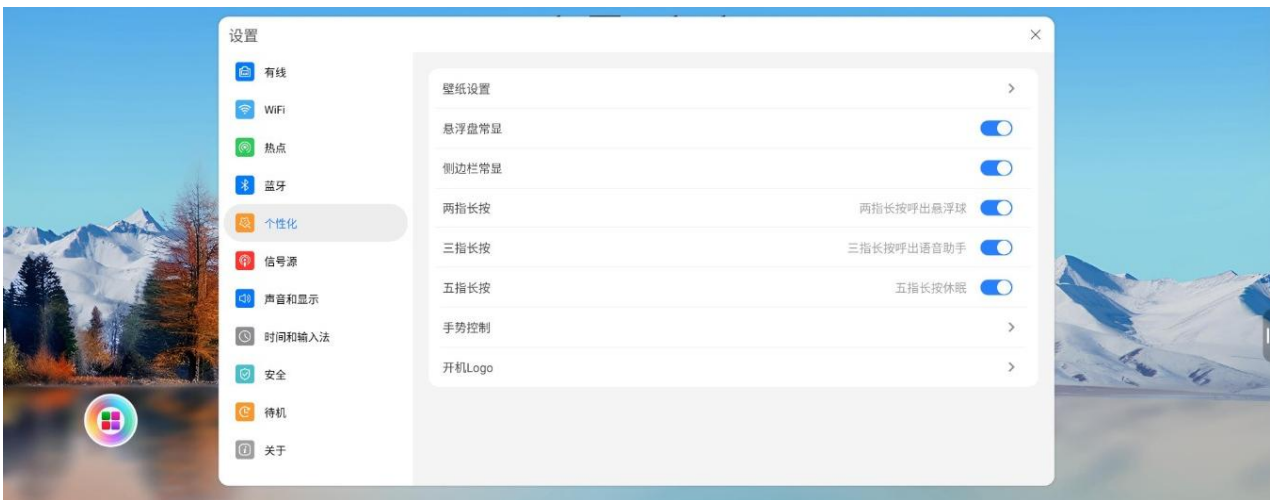 设置
有线
WiFi
热点
蓝牙
个性化
信号源
声音和显示
时间和输入法
安全
待机
关于
壁纸设置
悬浮盘常显
侧边栏常显
两指长按 两指长按呼出悬浮球
三指长按 三指长按呼出语音助手
五指长按 五指长按休眠
手势控制
开机Logo